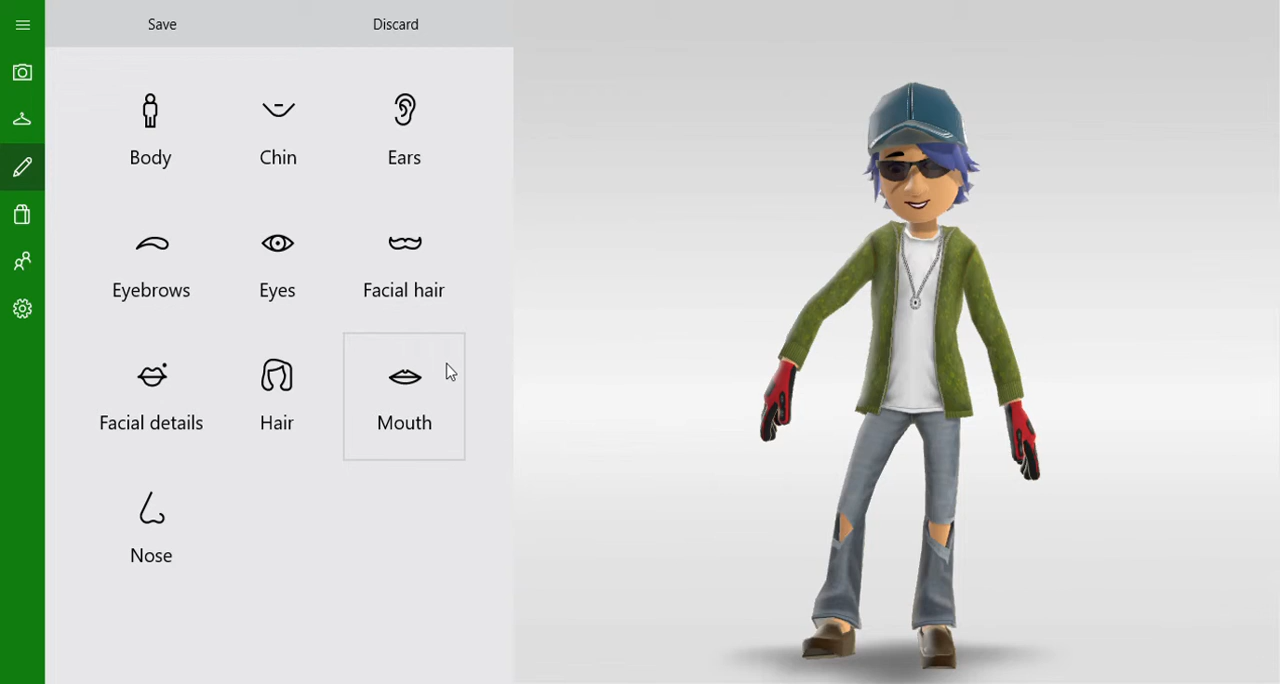 Save Discard
Body Chin Ears
Eyebrows Eyes Facial hair
Facial details Hair Mouth
Nose